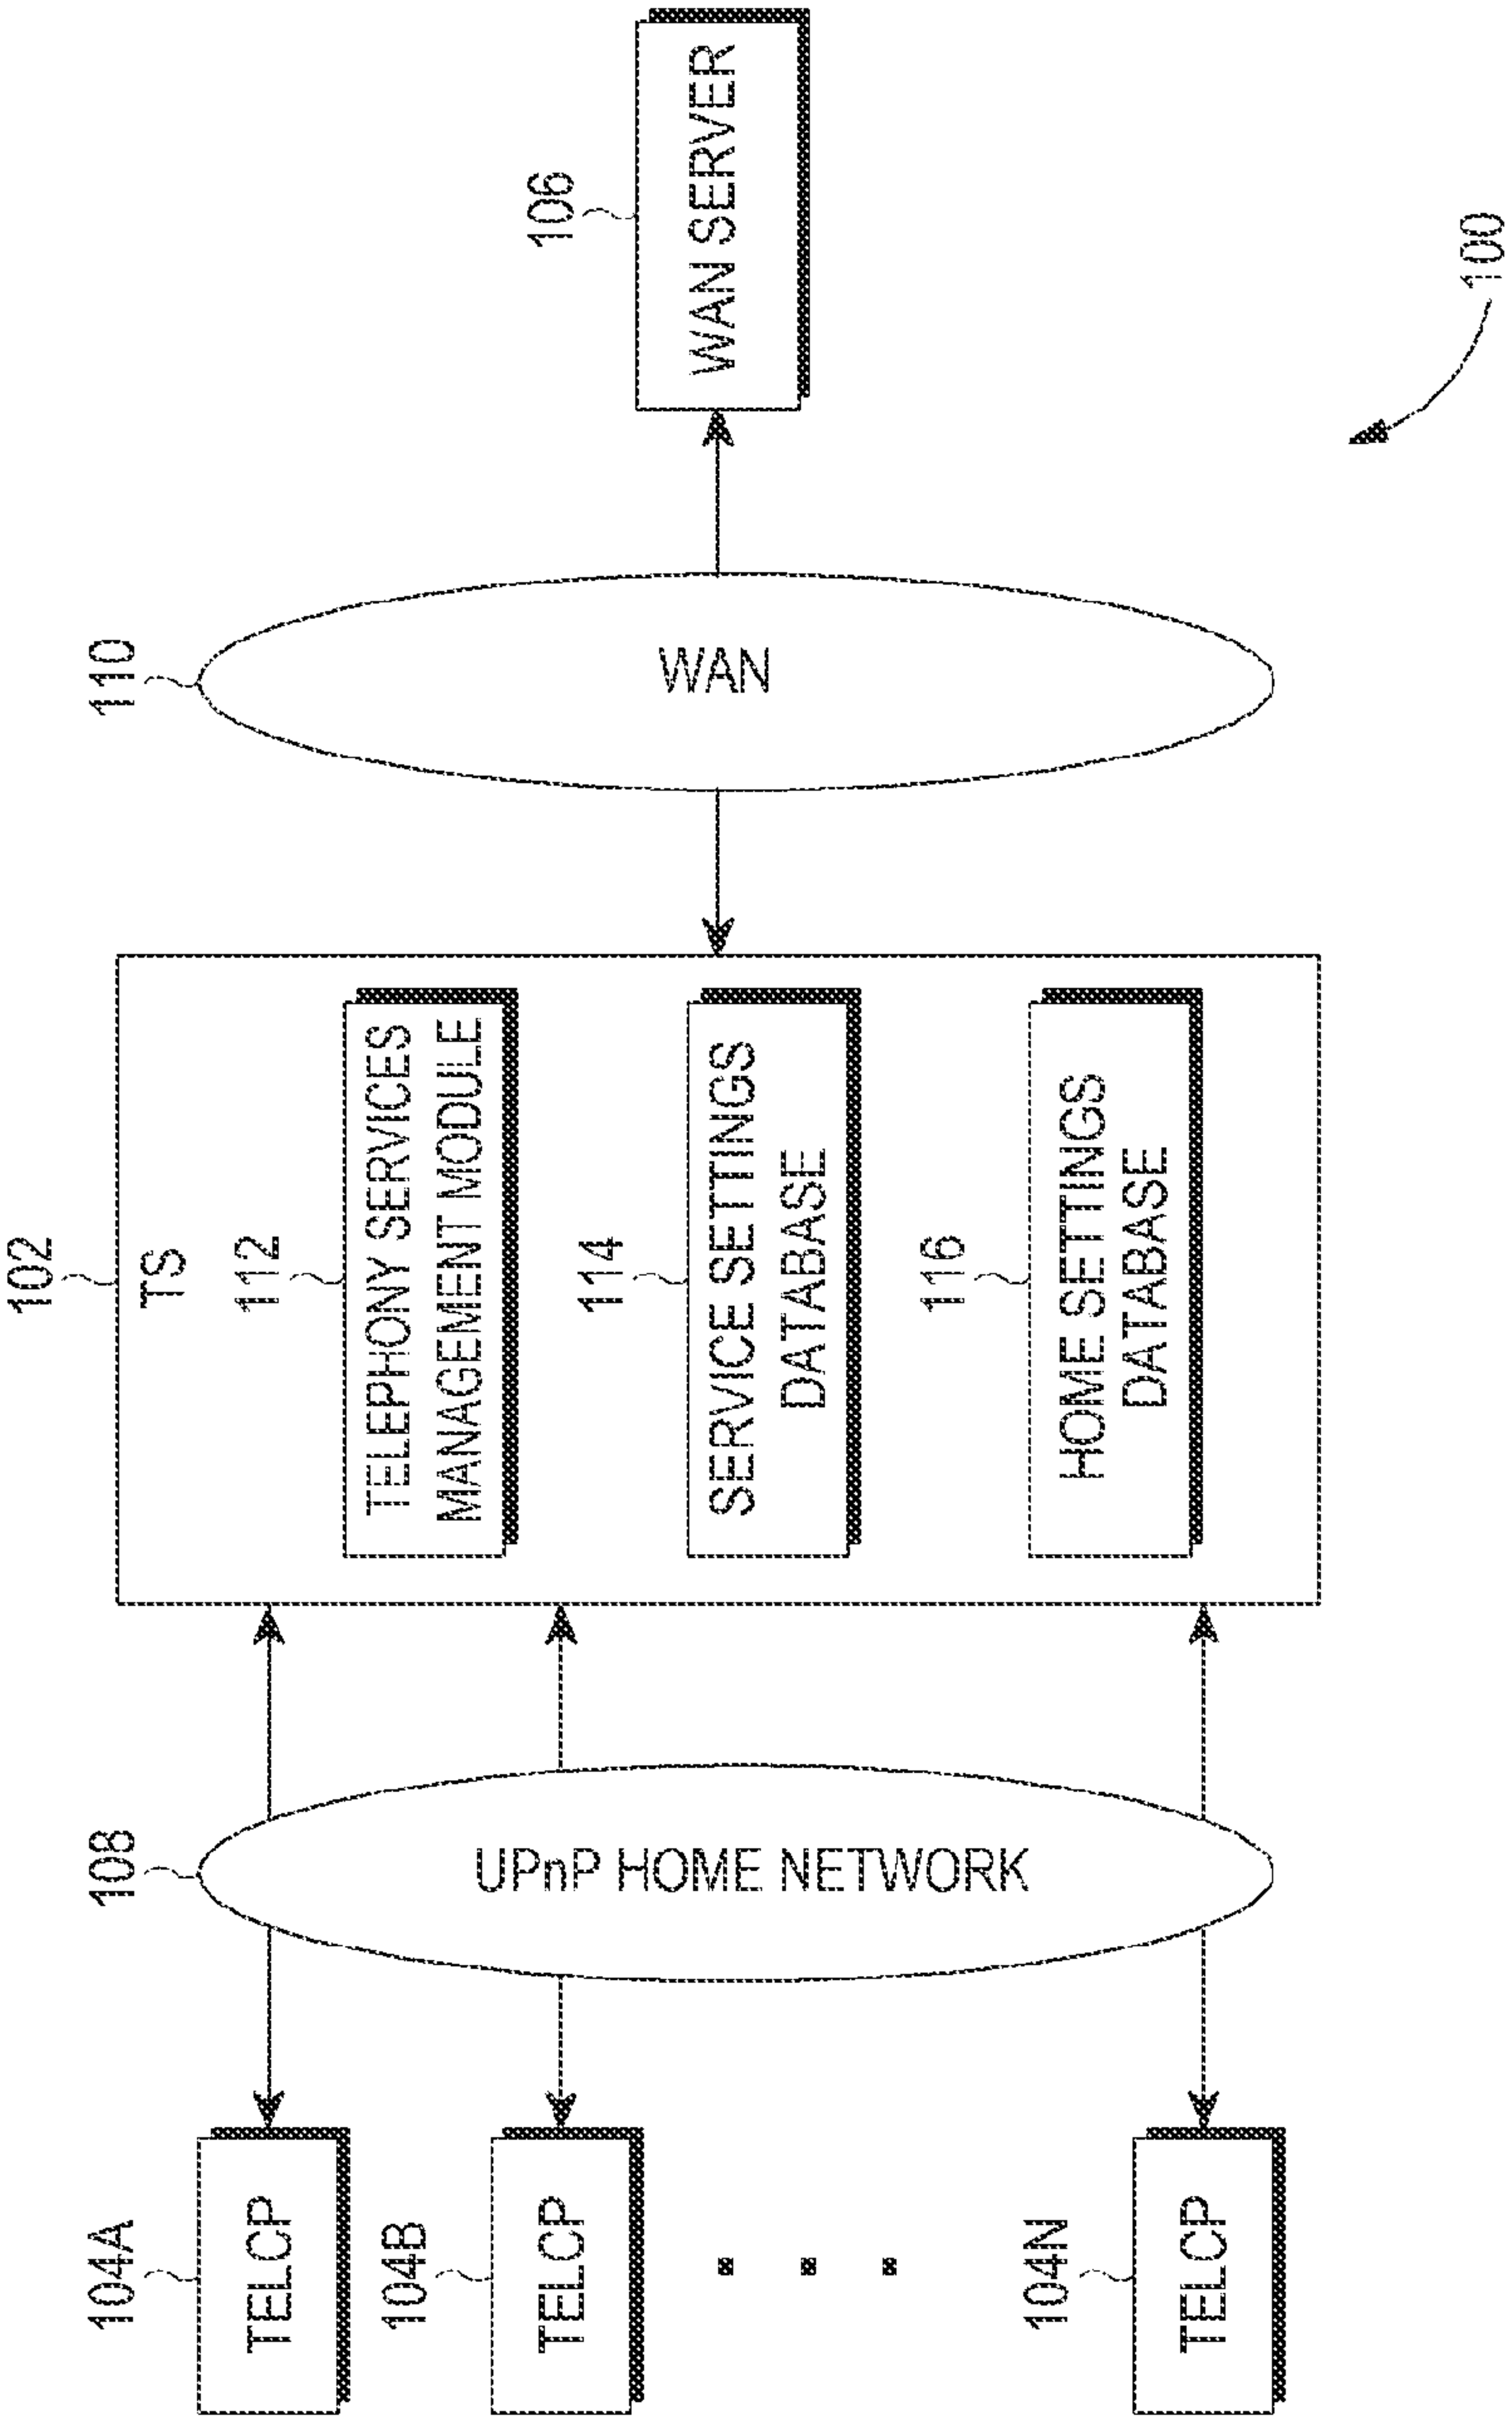 104A
TELCP
104B
TELCP
104N
TELCP
108
UPnP HOME NETWORK
102
TS
112
TELEPHONY SERVICES
MANAGEMENT MODULE
114
SERVICE SETTINGS
DATABASE
116
HOME SETTINGS
DATABASE
110
WAN
106
WAN SERVER
100